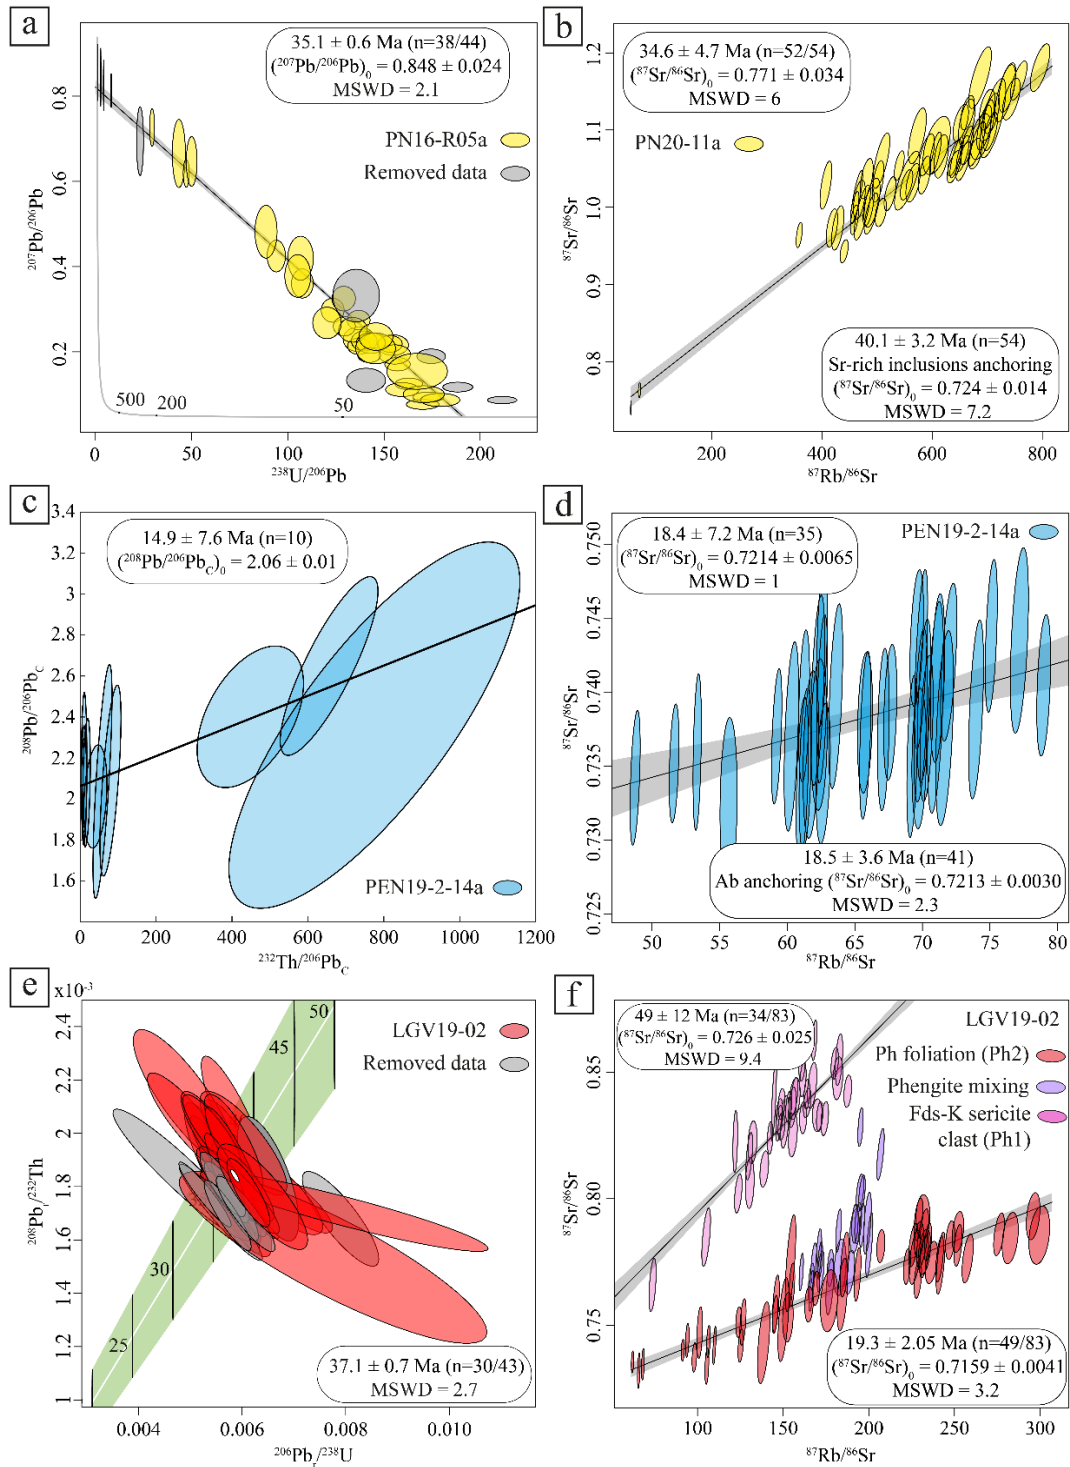 a
35.1 ± 0.6 Ma (n=38/44)
(²⁰⁷Pb/²⁰⁶Pb)₀ = 0.848 ± 0.024
MSWD = 2.1
PN16-R05a
Removed data
0.8
0.6
0.4
0.2
²⁰⁷Pb/²⁰⁶Pb
500
200
50
0
50
100
150
200
²³⁸U/²⁰⁶Pb
b
34.6 ± 4.7 Ma (n=52/54)
(⁸⁷Sr/⁸⁶Sr)₀ = 0.771 ± 0.034
MSWD = 6
PN20-11a
1.2
1.1
1.0
0.9
0.8
⁸⁷Sr/⁸⁶Sr
40.1 ± 3.2 Ma (n=54)
Sr-rich inclusions anchoring
(⁸⁷Sr/⁸⁶Sr)₀ = 0.724 ± 0.014
MSWD = 7.2
200
400
600
800
⁸⁷Rb/⁸⁶Sr
c
14.9 ± 7.6 Ma (n=10)
(²⁰⁸Pb/²⁰⁶Pb_C)₀ = 2.06 ± 0.01
3.4
3.2
3
2.8
2.6
2.4
2.2
2
1.8
1.6
²⁰⁸Pb/²⁰⁶Pb_C
PEN19-2-14a
0
200
400
600
800
1000
1200
²³²Th/²⁰⁶Pb_C
d
18.4 ± 7.2 Ma (n=35)
(⁸⁷Sr/⁸⁶Sr)₀ = 0.7214 ± 0.0065
MSWD = 1
PEN19-2-14a
0.750
0.745
0.740
0.735
0.730
0.725
⁸⁷Sr/⁸⁶Sr
18.5 ± 3.6 Ma (n=41)
Ab anchoring (⁸⁷Sr/⁸⁶Sr)₀ = 0.7213 ± 0.0030
MSWD = 2.3
50
55
60
65
70
75
80
⁸⁷Rb/⁸⁶Sr
e
x10⁻³
LGV19-02
Removed data
2.4
2.2
2
1.8
1.6
1.4
1.2
1
²⁰⁸Pb_r/²³²Th
50
45
30
25
37.1 ± 0.7 Ma (n=30/43)
MSWD = 2.7
0.004
0.006
0.008
0.010
²⁰⁶Pb_r/²³⁸U
f
49 ± 12 Ma (n=34/83)
(⁸⁷Sr/⁸⁶Sr)₀ = 0.726 ± 0.025
MSWD = 9.4
LGV19-02
Ph foliation (Ph2)
Phengite mixing
Fds-K sericite
clast (Ph1)
0.85
0.80
0.75
⁸⁷Sr/⁸⁶Sr
19.3 ± 2.05 Ma (n=49/83)
(⁸⁷Sr/⁸⁶Sr)₀ = 0.7159 ± 0.0041
MSWD = 3.2
100
150
200
250
300
⁸⁷Rb/⁸⁶Sr